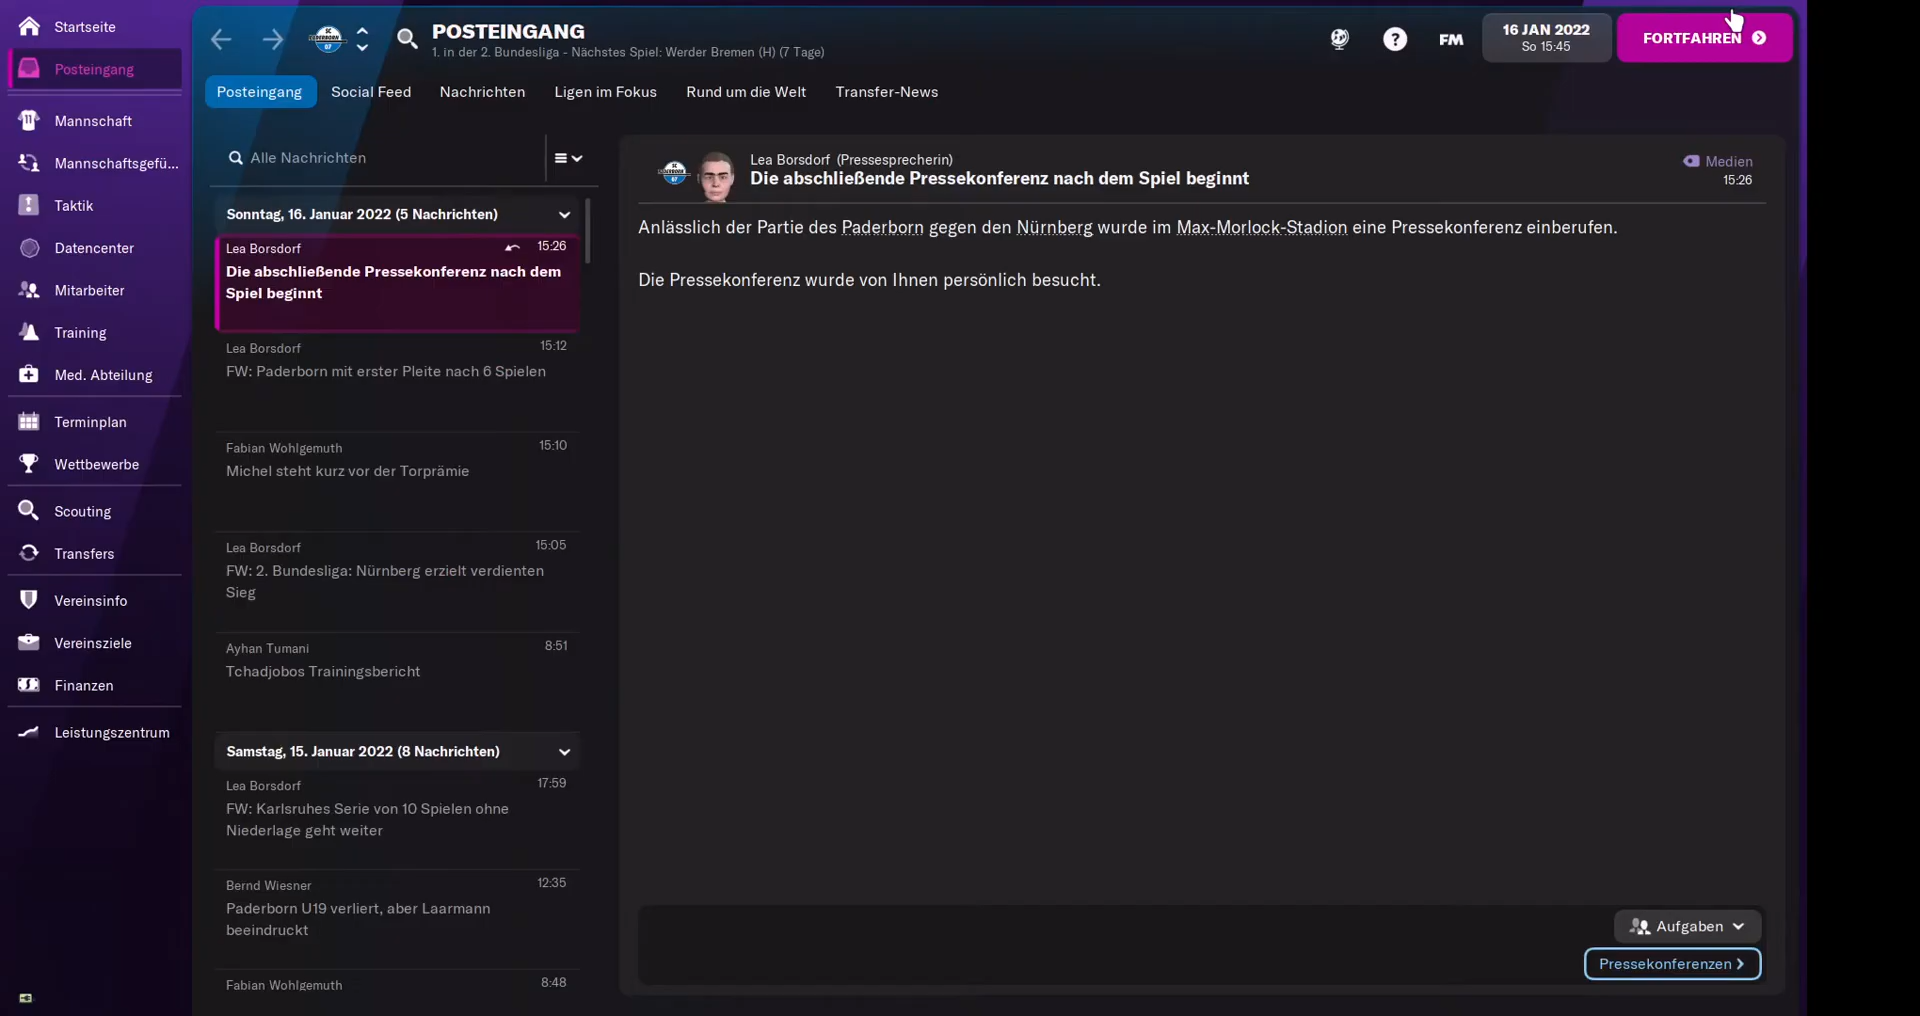 Startseite
Posteingang
Mannschaft
Mannschaftsgefü...
Taktik
Datencenter
Mitarbeiter
Training
Med. Abteilung
Terminplan
Wettbewerbe
Scouting
Transfers
Vereinsinfo
Vereinsziele
Finanzen
Leistungszentrum
POSTEINGANG
1. in der 2. Bundesliga - Nächstes Spiel: Werder Bremen (H) (7 Tage)
FM
16 JAN 2022
So 15:45
FORTFAHREN
Posteingang Social Feed Nachrichten Ligen im Fokus Rund um die Welt Transfer-News
Alle Nachrichten
Sonntag, 16. Januar 2022 (5 Nachrichten)
Lea Borsdorf 15:26
Die abschließende Pressekonferenz nach dem
Spiel beginnt
Lea Borsdorf 15:12
FW: Paderborn mit erster Pleite nach 6 Spielen
Fabian Wohlgemuth 15:10
Michel steht kurz vor der Torprämie
Lea Borsdorf 15:05
FW: 2. Bundesliga: Nürnberg erzielt verdienten
Sieg
Ayhan Tumani 8:51
Tchadjobos Trainingsbericht
Samstag, 15. Januar 2022 (8 Nachrichten)
Lea Borsdorf 17:59
FW: Karlsruhes Serie von 10 Spielen ohne
Niederlage geht weiter
Bernd Wiesner 12:35
Paderborn U19 verliert, aber Laarmann
beeindruckt
Fabian Wohlgemuth 8:48
Lea Borsdorf (Pressesprecherin)
Die abschließende Pressekonferenz nach dem Spiel beginnt
Medien
15:26
Anlässlich der Partie des Paderborn gegen den Nürnberg wurde im Max-Morlock-Stadion eine Pressekonferenz einberufen.
Die Pressekonferenz wurde von Ihnen persönlich besucht.
Aufgaben
Pressekonferenzen